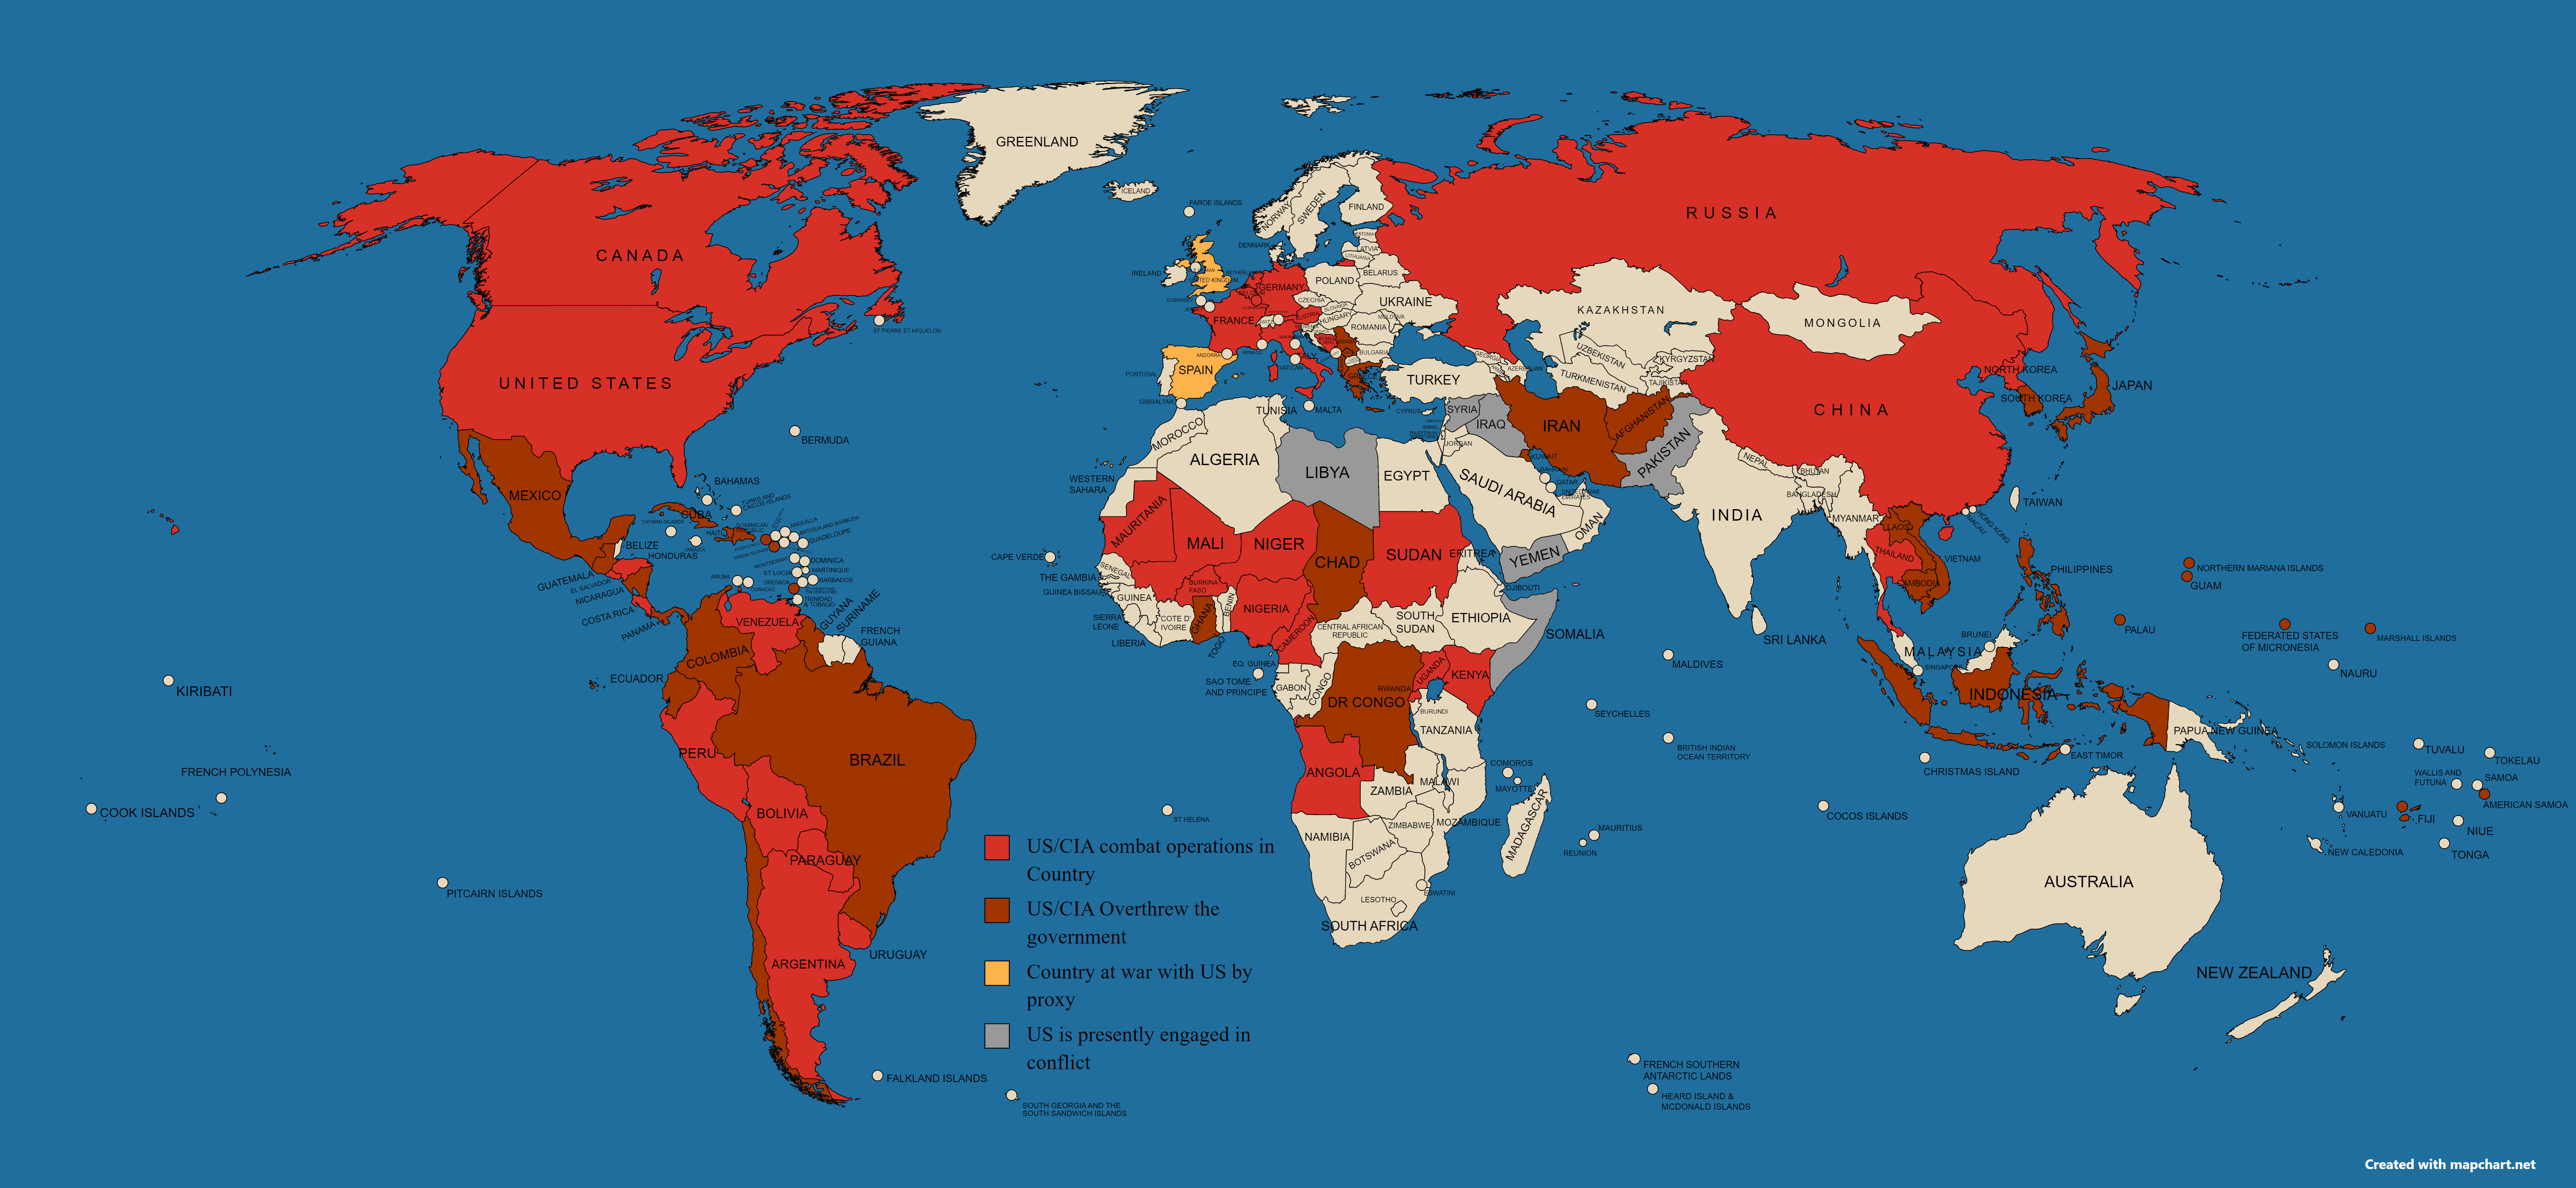 GREENLAND
ICELAND
FAROE ISLANDS
NORWAY
SWEDEN
FINLAND
ESTONIA
LATVIA
LITHUANIA
DENMARK
RUSSIA
CANADA
IRELAND
UNITED KINGDOM
BELARUS
POLAND
GERMANY
UKRAINE
CZECHIA
KAZAKHSTAN
MONGOLIA
ST PIERRE ET MIQUELON
FRANCE
AUSTRIA
HUNGARY
MOLDOVA
ROMANIA
BULGARIA
ANDORRA
MONACO
GEORGIA
UZBEKISTAN
KYRGYZSTAN
AZERBAIJAN
TURKMENISTAN
TAJIKISTAN
NORTH KOREA
UNITED STATES
PORTUGAL
SPAIN
VATICAN
TURKEY
JAPAN
SOUTH KOREA
GIBRALTAR
MALTA
TUNISIA
CYPRUS
SYRIA
IRAQ
IRAN
AFGHANISTAN
CHINA
BERMUDA
MOROCCO
ALGERIA
LIBYA
EGYPT
JORDAN
KUWAIT
BAHRAIN
QATAR
UNITED ARAB
EMIRATES
PAKISTAN
NEPAL
BHUTAN
BANGLADESH
MEXICO
BAHAMAS
TURKS AND
CAICOS ISLANDS
WESTERN
SAHARA
SAUDI ARABIA
OMAN
INDIA
MYANMAR
TAIWAN
HONG KONG
MACAU
CUBA
CAYMAN ISLANDS
JAMAICA
HAITI
DOMINICAN
REPUBLIC
ANGUILLA
ANTIGUA AND BARBUDA
GUADELOUPE
MONTSERRAT
DOMINICA
MARTINIQUE
ST LUCIA
BARBADOS
GRENADA
TRINIDAD
& TOBAGO
ARUBA
CURACAO
BELIZE
HONDURAS
GUATEMALA
EL SALVADOR
NICARAGUA
COSTA RICA
PANAMA
CAPE VERDE
MAURITANIA
MALI
NIGER
CHAD
SUDAN
ERITREA
YEMEN
DJIBOUTI
LAOS
THAILAND
VIETNAM
CAMBODIA
PHILIPPINES
NORTHERN MARIANA ISLANDS
GUAM
SENEGAL
THE GAMBIA
GUINEA BISSAU
GUINEA
SIERRA
LEONE
LIBERIA
COTE D'
IVOIRE
BURKINA
FASO
GHANA
TOGO
BENIN
NIGERIA
CAMEROON
CENTRAL AFRICAN
REPUBLIC
SOUTH
SUDAN
ETHIOPIA
SOMALIA
SRI LANKA
MALDIVES
BRUNEI
MALAYSIA
SINGAPORE
PALAU
FEDERATED STATES
OF MICRONESIA
MARSHALL ISLANDS
NAURU
VENEZUELA
GUYANA
SURINAME
FRENCH
GUIANA
COLOMBIA
ECUADOR
KIRIBATI
EQ. GUINEA
SAO TOME
AND PRINCIPE
GABON
CONGO
DR CONGO
RWANDA
UGANDA
KENYA
BURUNDI
TANZANIA
SEYCHELLES
BRITISH INDIAN
OCEAN TERRITORY
INDONESIA
PAPUA NEW GUINEA
SOLOMON ISLANDS
EAST TIMOR
CHRISTMAS ISLAND
TUVALU
TOKELAU
WALLIS AND
FUTUNA
SAMOA
AMERICAN SAMOA
PERU
BRAZIL
FRENCH POLYNESIA
COOK ISLANDS
ANGOLA
ZAMBIA
MALAWI
COMOROS
MAYOTTE
MOZAMBIQUE
MADAGASCAR
COCOS ISLANDS
VANUATU
FIJI
NIUE
TONGA
NEW CALEDONIA
BOLIVIA
ST HELENA
NAMIBIA
ZIMBABWE
BOTSWANA
MAURITIUS
REUNION
PARAGUAY
PITCAIRN ISLANDS
ESWATINI
LESOTHO
SOUTH AFRICA
AUSTRALIA
NEW ZEALAND
URUGUAY
ARGENTINA
FALKLAND ISLANDS
SOUTH GEORGIA AND THE
SOUTH SANDWICH ISLANDS
FRENCH SOUTHERN
ANTARCTIC LANDS
HEARD ISLAND &
MCDONALD ISLANDS
US/CIA combat operations in
Country
US/CIA Overthrew the
government
Country at war with US by
proxy
US is presently engaged in
conflict
Created with mapchart.net